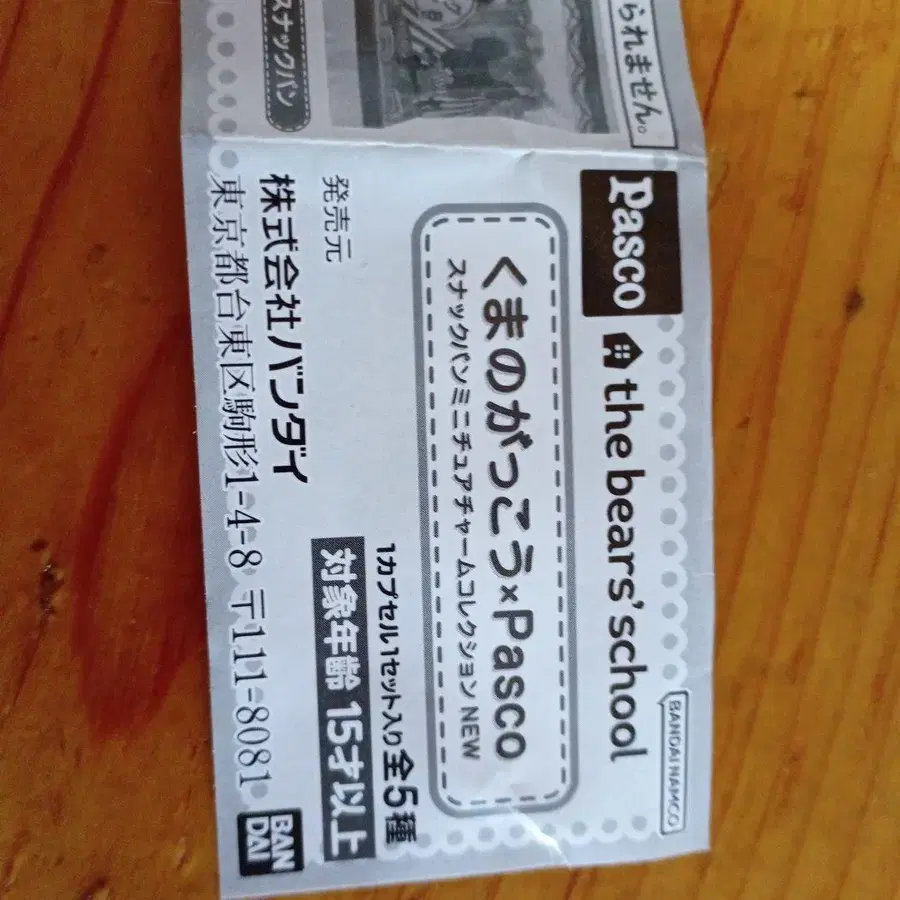 られません。
スナックパン
Pasco the bears' school
BANDAI NAMCO
くまのがっこう×Pasco
スナックパンミニチュアチャームコレクション NEW
1カプセル1セット入り全5種
対象年齢 15才以上
発売元
株式会社バンダイ
東京都台東区駒形1-4-8 〒111-8081
BAN
DAI